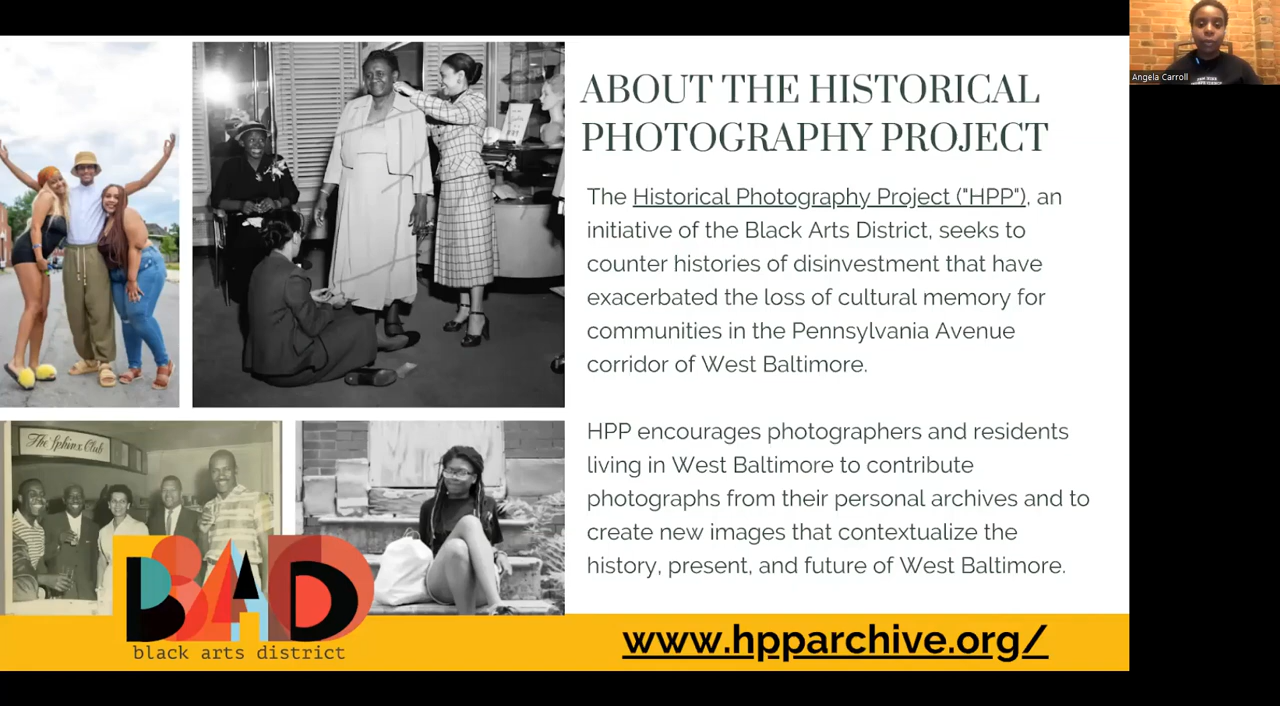 Angela Carroll
ABOUT THE HISTORICAL
PHOTOGRAPHY PROJECT
The Historical Photography Project ("HPP"), an
initiative of the Black Arts District, seeks to
counter histories of disinvestment that have
exacerbated the loss of cultural memory for
communities in the Pennsylvania Avenue
corridor of West Baltimore.
HPP encourages photographers and residents
living in West Baltimore to contribute
photographs from their personal archives and to
create new images that contextualize the
history, present, and future of West Baltimore.
The Sphinx Club
BAD
black arts district
www.hpparchive.org/